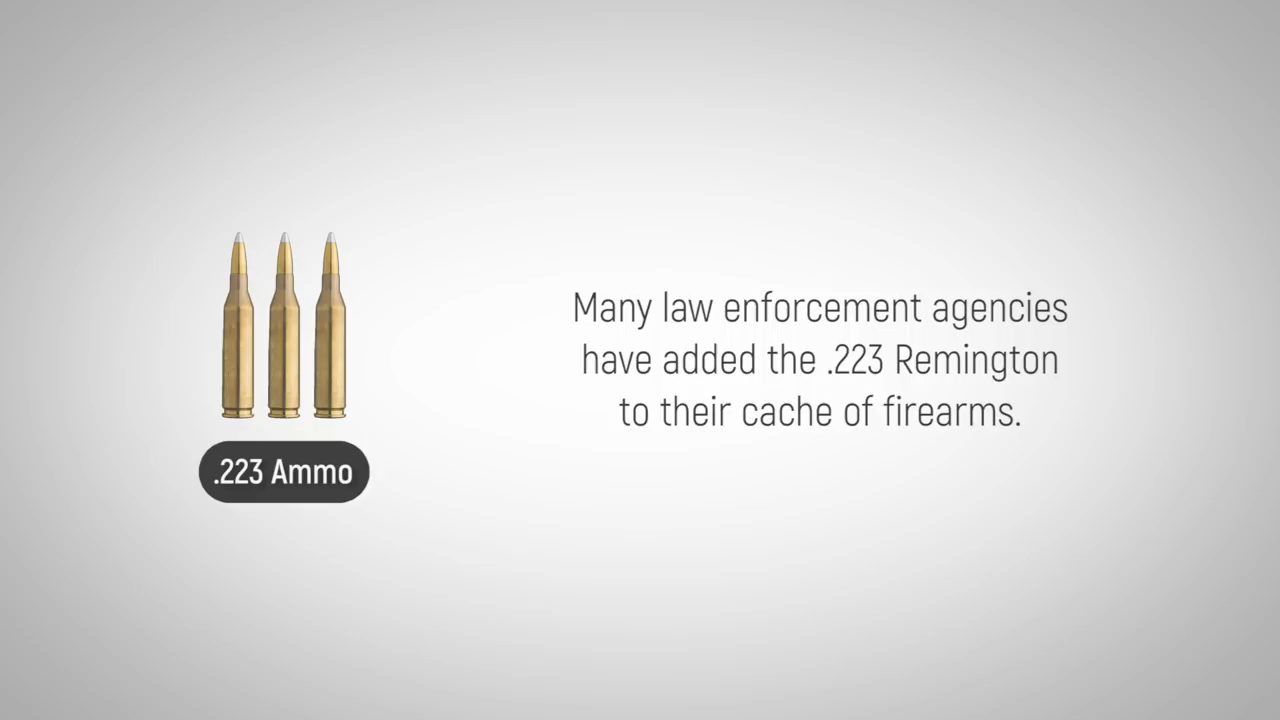 .223 Ammo
Many law enforcement agencies
have added the .223 Remington
to their cache of firearms.